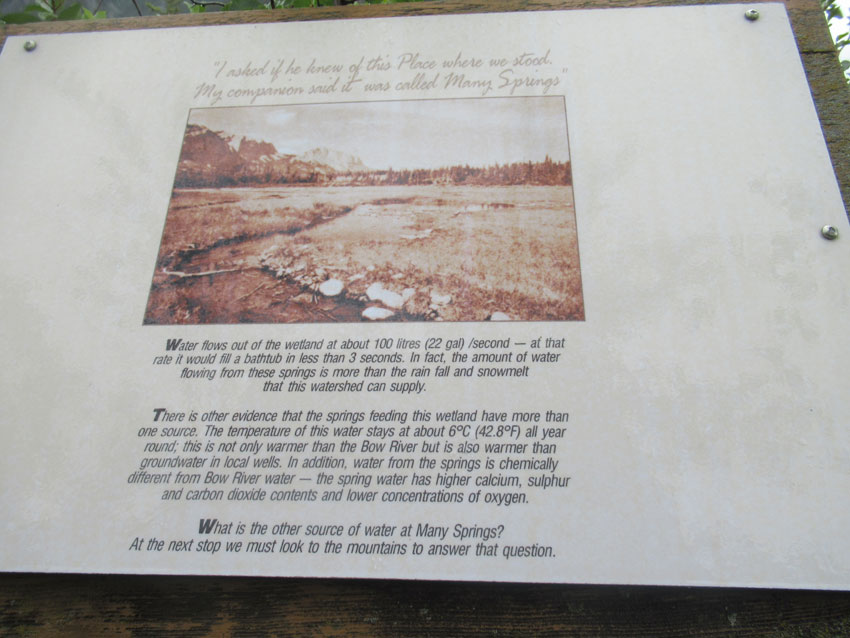 "I asked if he knew of this Place where we stood.
My companion said it was called Many Springs"
Water flows out of the wetland at about 100 litres (22 gal) /second — at that
rate it would fill a bathtub in less than 3 seconds. In fact, the amount of water
flowing from these springs is more than the rain fall and snowmelt
that this watershed can supply.
There is other evidence that the springs feeding this wetland have more than
one source. The temperature of this water stays at about 6°C (42.8°F) all year
round; this is not only warmer than the Bow River but is also warmer than
groundwater in local wells. In addition, water from the springs is chemically
different from Bow River water — the spring water has higher calcium, sulphur
and carbon dioxide contents and lower concentrations of oxygen.
What is the other source of water at Many Springs?
At the next stop we must look to the mountains to answer that question.